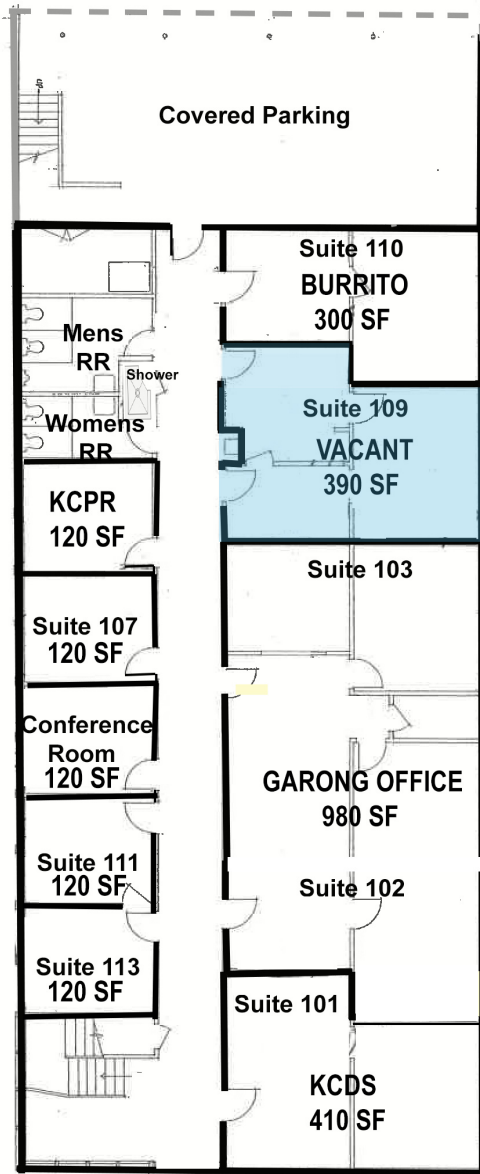 Covered Parking
Suite 110
BURRITO
300 SF
Mens
RR
Shower
Womens
RR
Suite 109
VACANT
390 SF
KCPR
120 SF
Suite 103
Suite 107
120 SF
Conference
Room
120 SF
GARONG OFFICE
980 SF
Suite 111
120 SF
Suite 102
Suite 113
120 SF
Suite 101
KCDS
410 SF